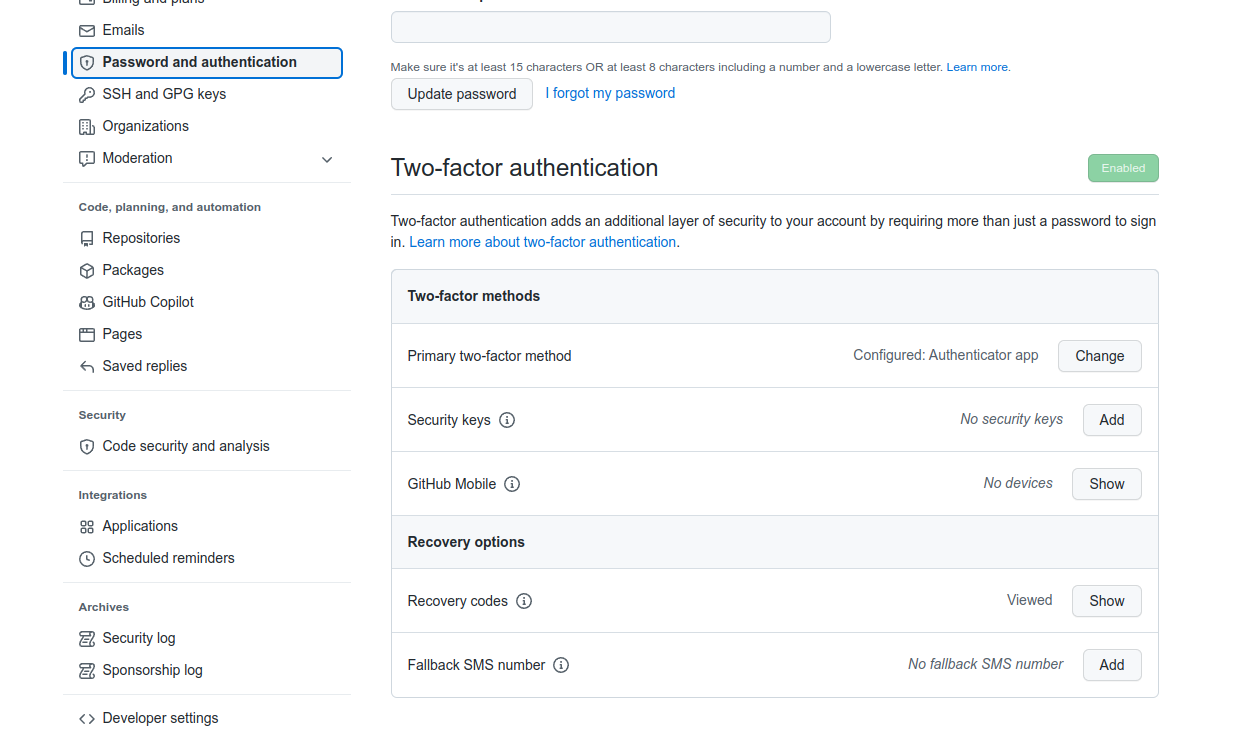 Emails
Password and authentication
SSH and GPG keys
Organizations
Moderation
Code, planning, and automation
Repositories
Packages
GitHub Copilot
Pages
Saved replies
Security
Code security and analysis
Integrations
Applications
Scheduled reminders
Archives
Security log
Sponsorship log
Developer settings
Make sure it's at least 15 characters OR at least 8 characters including a number and a lowercase letter. Learn more.
Update password I forgot my password
Two-factor authentication Enabled
Two-factor authentication adds an additional layer of security to your account by requiring more than just a password to sign
in. Learn more about two-factor authentication.
Two-factor methods
Primary two-factor method Configured: Authenticator app Change
Security keys No security keys Add
GitHub Mobile No devices Show
Recovery options
Recovery codes Viewed Show
Fallback SMS number No fallback SMS number Add